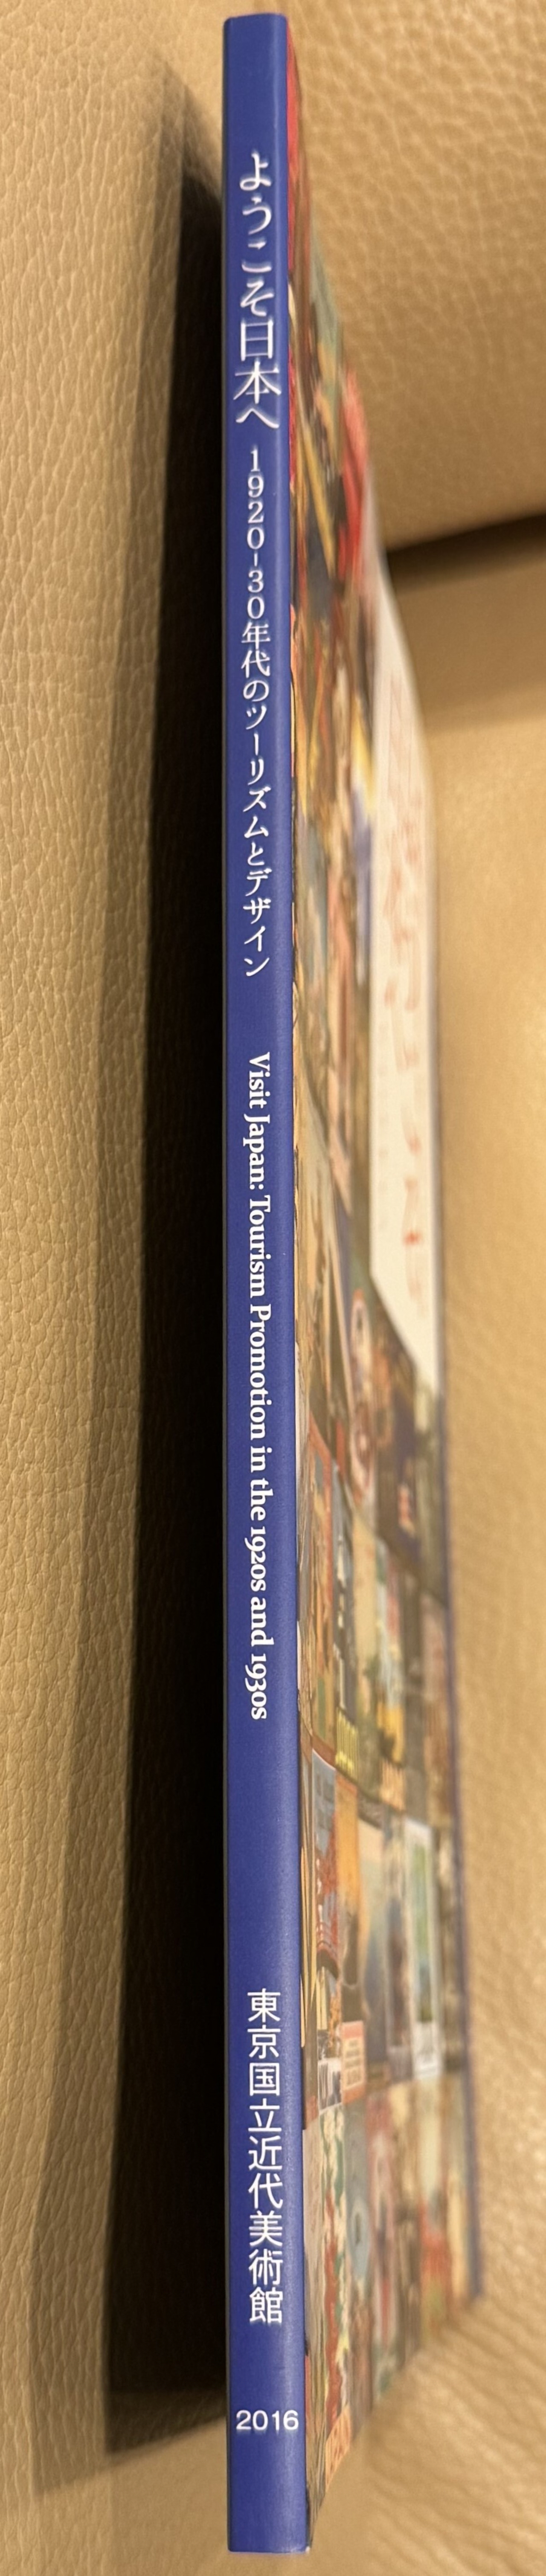 ようこそ日本へ 1920-30年代のツーリズムとデザイン
Visit Japan: Tourism Promotion in the 1920s and 1930s
東京国立近代美術館
2016